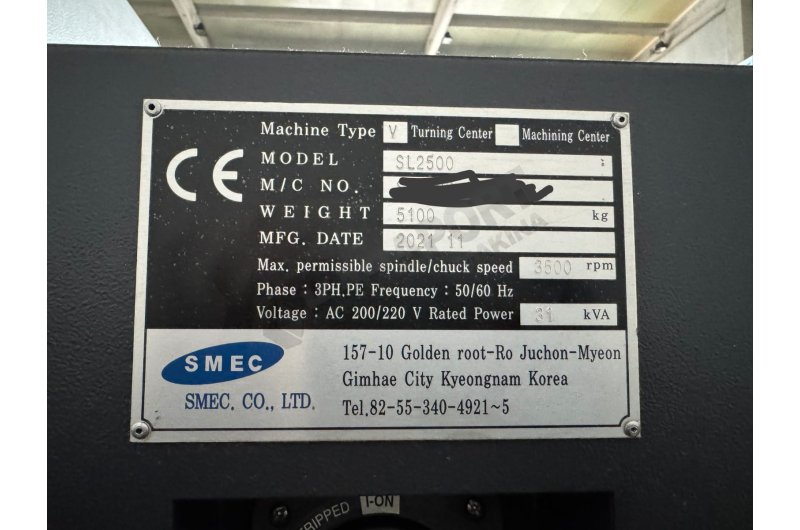 Machine Type V Turning Center Machining Center
MODEL SL2500
M/C NO.
WEIGHT 5100 kg
MFG. DATE 2021 11
Max. permissible spindle/chuck speed 3500 rpm
Phase : 3PH.PE Frequency : 50/60 Hz
Voltage : AC 200/220 V Rated Power 31 kVA
CE
SMEC
SMEC. CO., LTD.
157-10 Golden root-Ro Juchon-Myeon
Gimhae City Kyeongnam Korea
Tel.82-55-340-4921~5
TRIPPED I-ON